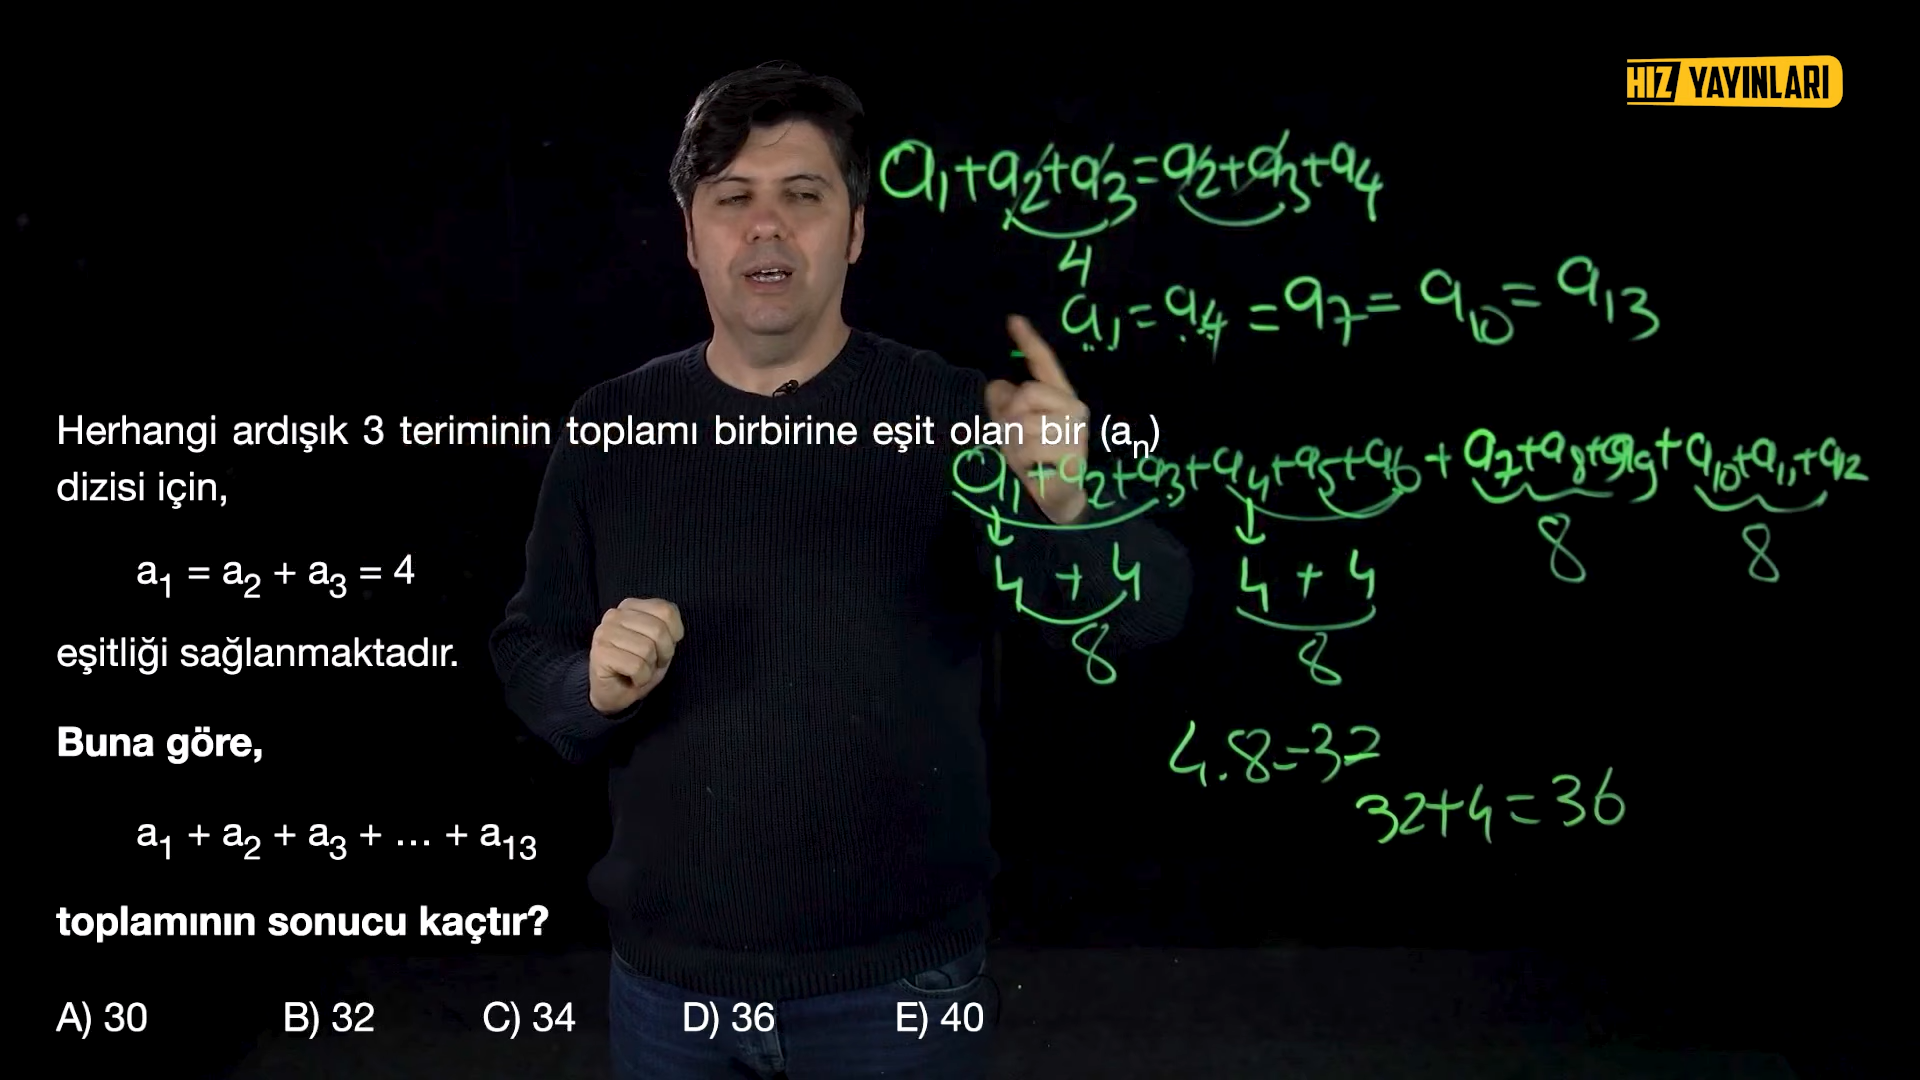 HIZ YAYINLARI
a₁+a₂+a₃=a₂+a₃+a₄
4
a₁=a₄=a₇=a₁₀=a₁₃
Herhangi ardışık 3 teriminin toplamı birbirine eşit olan bir (aₙ)
dizisi için,
a₁ = a₂ + a₃ = 4
eşitliği sağlanmaktadır.
Buna göre,
a₁ + a₂ + a₃ + ... + a₁₃
toplamının sonucu kaçtır?
A) 30 B) 32 C) 34 D) 36 E) 40
a₁+a₂+a₃+a₄+a₅+a₆+a₇+a₈+a₉+a₁₀+a₁₁+a₁₂
4 + 4 4 + 4 8 8
8 8
4.8=32
32+4=36